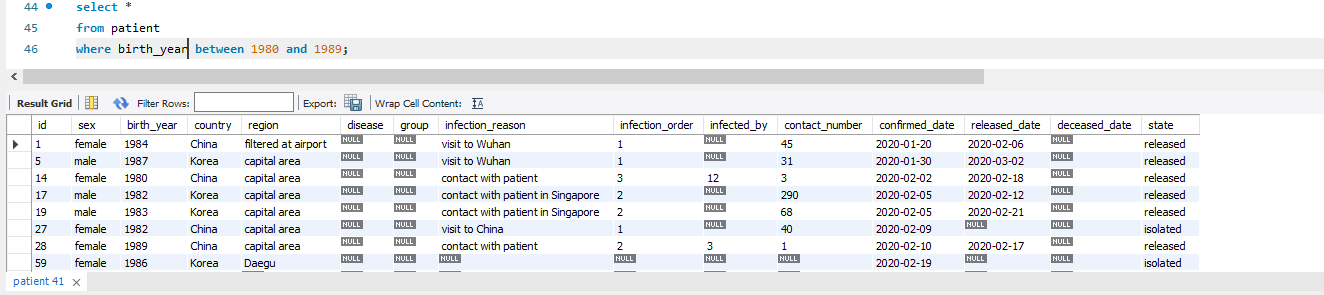 44 select *
45 from patient
46 where birth_year between 1980 and 1989;
Result Grid Filter Rows: Export: Wrap Cell Content: IA
id sex birth_year country region disease group infection_reason infection_order infected_by contact_number confirmed_date released_date deceased_date state
1 female 1984 China filtered at airport NULL NULL visit to Wuhan 1 NULL 45 2020-01-20 2020-02-06 NULL released
5 male 1987 Korea capital area NULL NULL visit to Wuhan 1 NULL 31 2020-01-30 2020-03-02 NULL released
14 female 1980 China capital area NULL NULL contact with patient 3 12 3 2020-02-02 2020-02-18 NULL released
17 male 1982 Korea capital area NULL NULL contact with patient in Singapore 2 NULL 290 2020-02-05 2020-02-12 NULL released
19 male 1983 Korea capital area NULL NULL contact with patient in Singapore 2 NULL 68 2020-02-05 2020-02-21 NULL released
27 female 1982 China capital area NULL NULL visit to China 1 NULL 40 2020-02-09 NULL NULL isolated
28 female 1989 China capital area NULL NULL contact with patient 2 3 1 2020-02-10 2020-02-17 NULL released
59 female 1986 Korea Daegu NULL NULL NULL NULL NULL NULL 2020-02-19 NULL NULL isolated
patient 41